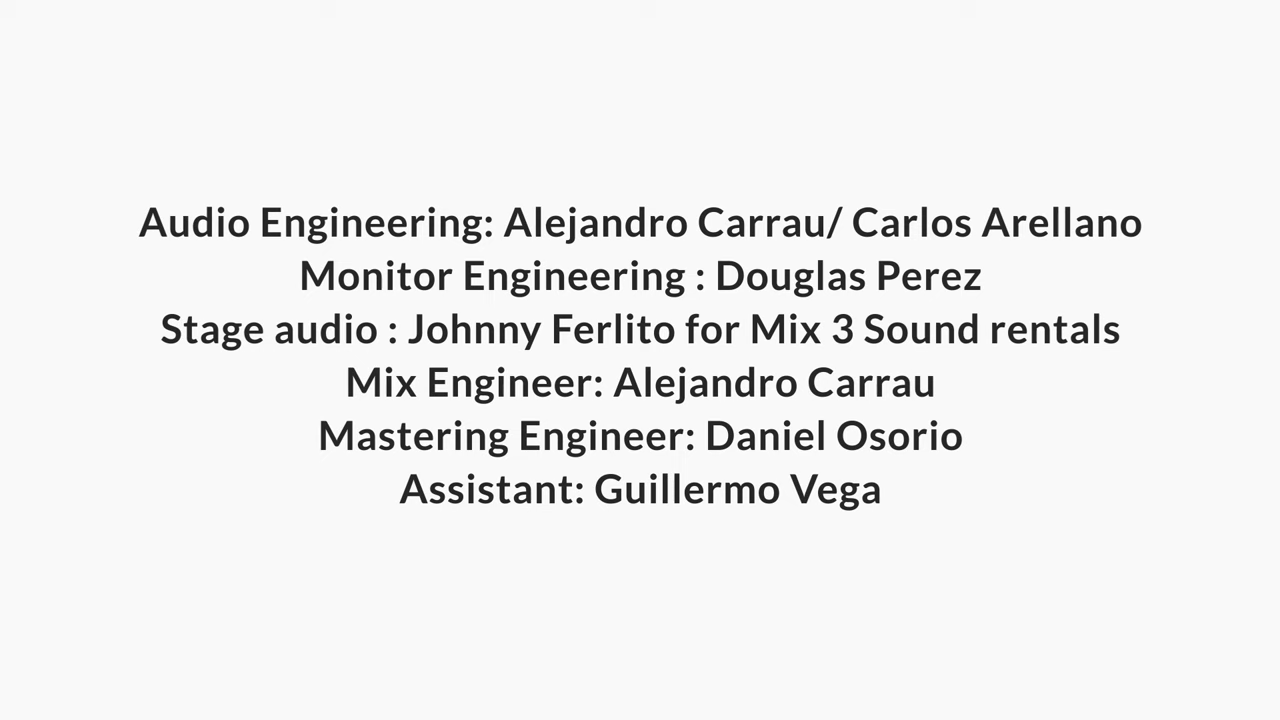 Audio Engineering: Alejandro Carrau/ Carlos Arellano
Monitor Engineering : Douglas Perez
Stage audio : Johnny Ferlito for Mix 3 Sound rentals
Mix Engineer: Alejandro Carrau
Mastering Engineer: Daniel Osorio
Assistant: Guillermo Vega